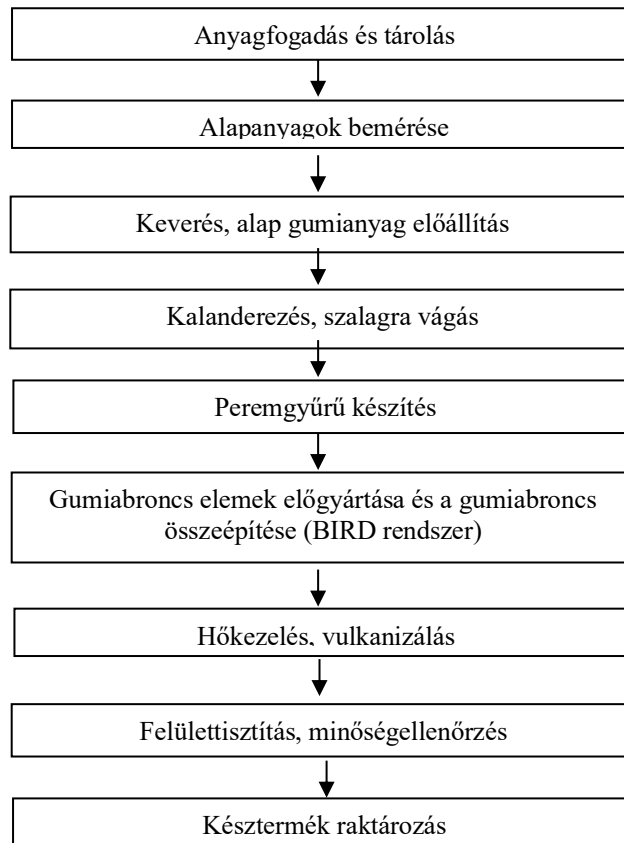 Anyagfogadás és tárolás
Alapanyagok bemérése
Keverés, alap gumianyag előállítás
Kalanderezés, szalagra vágás
Peremgyűrű készítés
Gumiabroncs elemek előgyártása és a gumiabroncs
összeépítése (BIRD rendszer)
Hőkezelés, vulkanizálás
Felülettisztítás, minőségellenőrzés
Késztermék raktározás